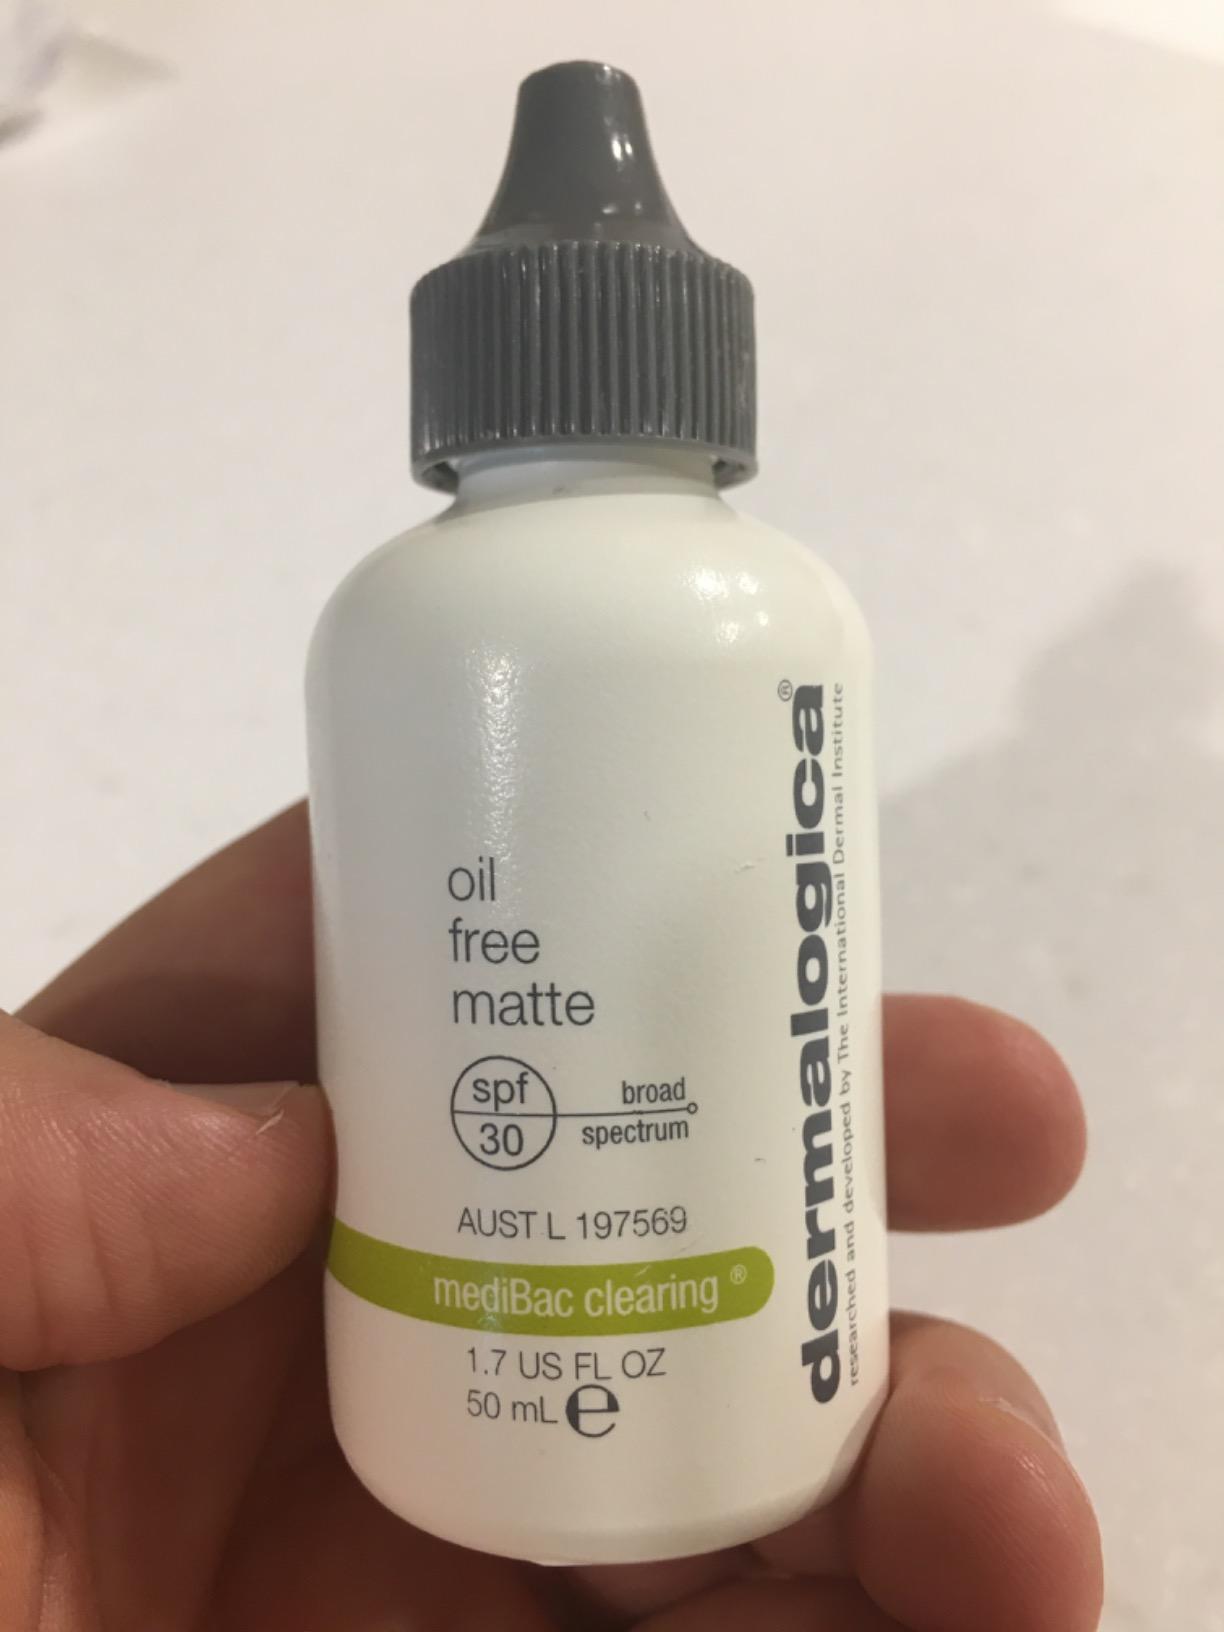 oil
free
matte
spf
30
broad
spectrum
AUST L 197569
mediBac clearing ®
1.7 US FL OZ
50 mL e
dermalogica®
researched and developed by The International Dermal Institute